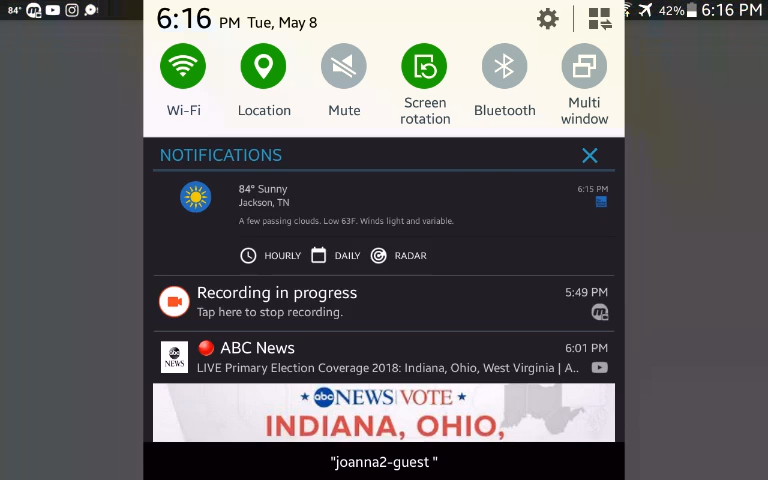 84°
42% 6:16 PM
6:16 PM Tue, May 8
Wi-Fi
Location
Mute
Screen
rotation
Bluetooth
Multi
window
NOTIFICATIONS
84° Sunny
6:15 PM
Jackson, TN
A few passing clouds. Low 63F. Winds light and variable.
HOURLY DAILY RADAR
Recording in progress
5:49 PM
Tap here to stop recording.
abc NEWS
ABC News
6:01 PM
LIVE Primary Election Coverage 2018: Indiana, Ohio, West Virginia | A..
abc NEWS VOTE
INDIANA, OHIO,
"joanna2-guest "